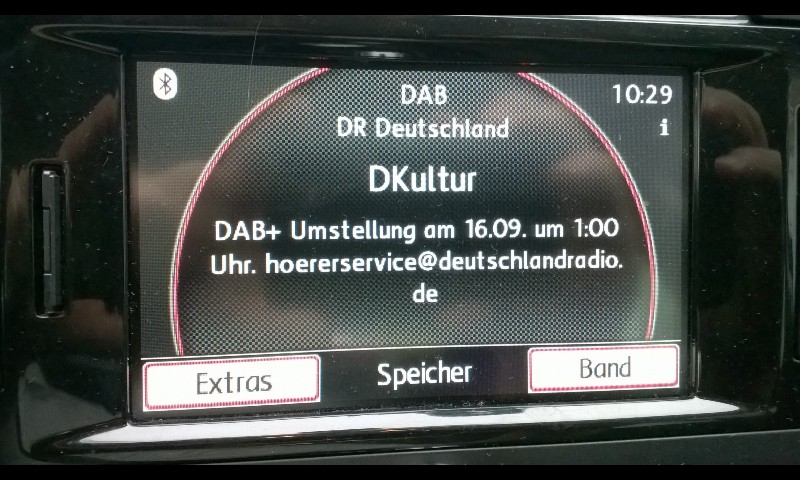 DAB
10:29
DR Deutschland
i
DKultur
DAB+ Umstellung am 16.09. um 1:00
Uhr. hoererservice@deutschlandradio.
de
Extras
Speicher
Band